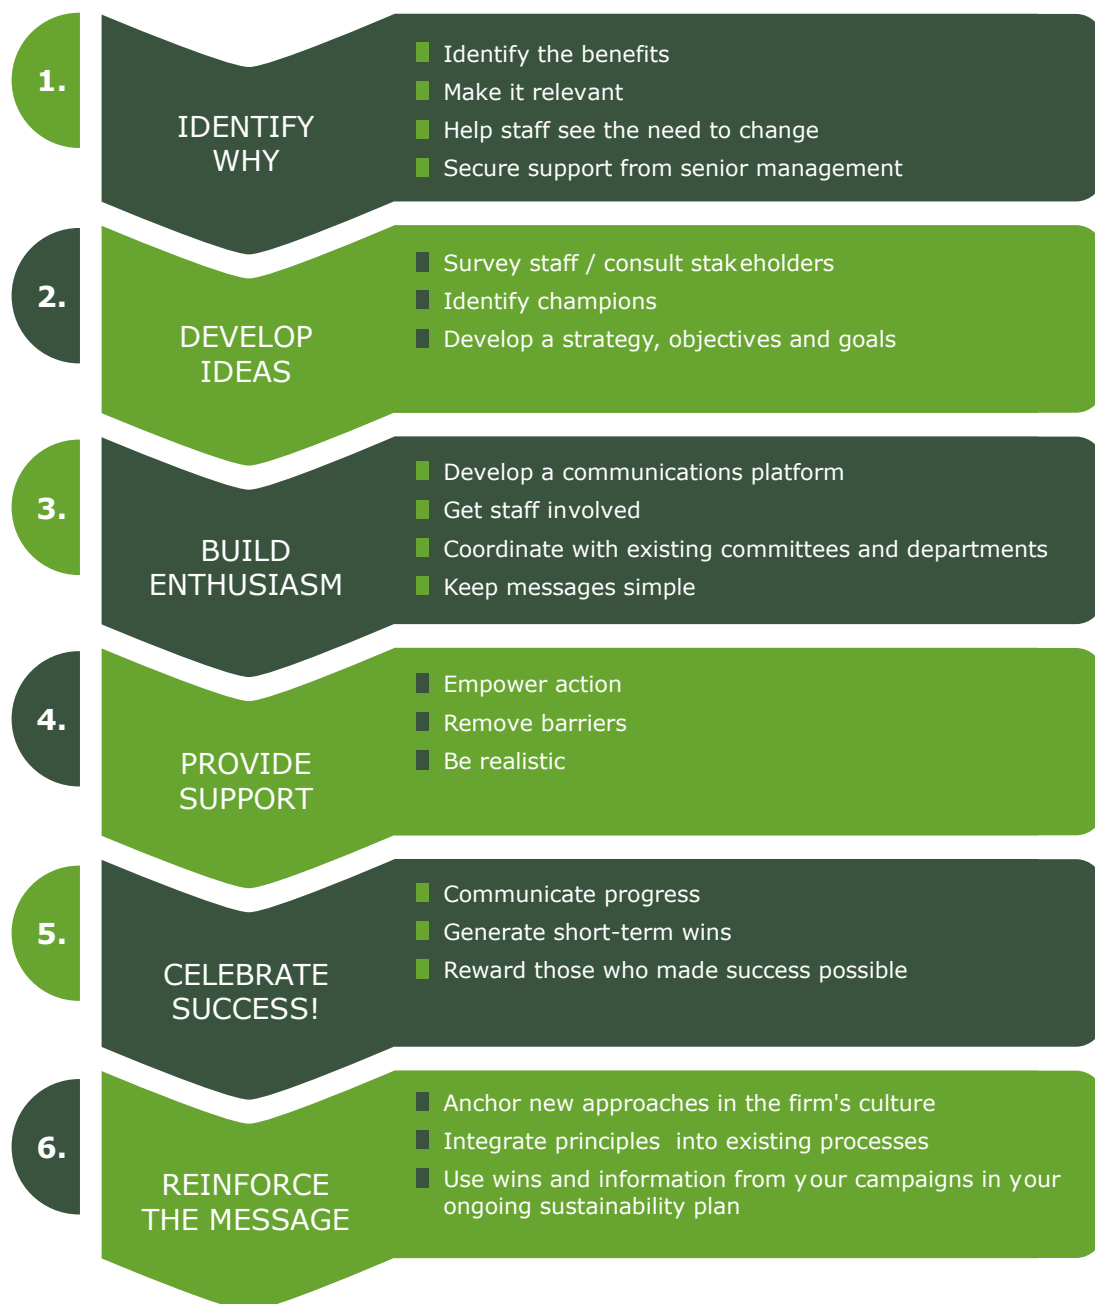 1.
IDENTIFY
WHY
Identify the benefits
Make it relevant
Help staff see the need to change
Secure support from senior management
2.
DEVELOP
IDEAS
Survey staff / consult stakeholders
Identify champions
Develop a strategy, objectives and goals
3.
BUILD
ENTHUSIASM
Develop a communications platform
Get staff involved
Coordinate with existing committees and departments
Keep messages simple
4.
PROVIDE
SUPPORT
Empower action
Remove barriers
Be realistic
5.
CELEBRATE
SUCCESS!
Communicate progress
Generate short-term wins
Reward those who made success possible
6.
REINFORCE
THE MESSAGE
Anchor new approaches in the firm's culture
Integrate principles into existing processes
Use wins and information from your campaigns in your
ongoing sustainability plan